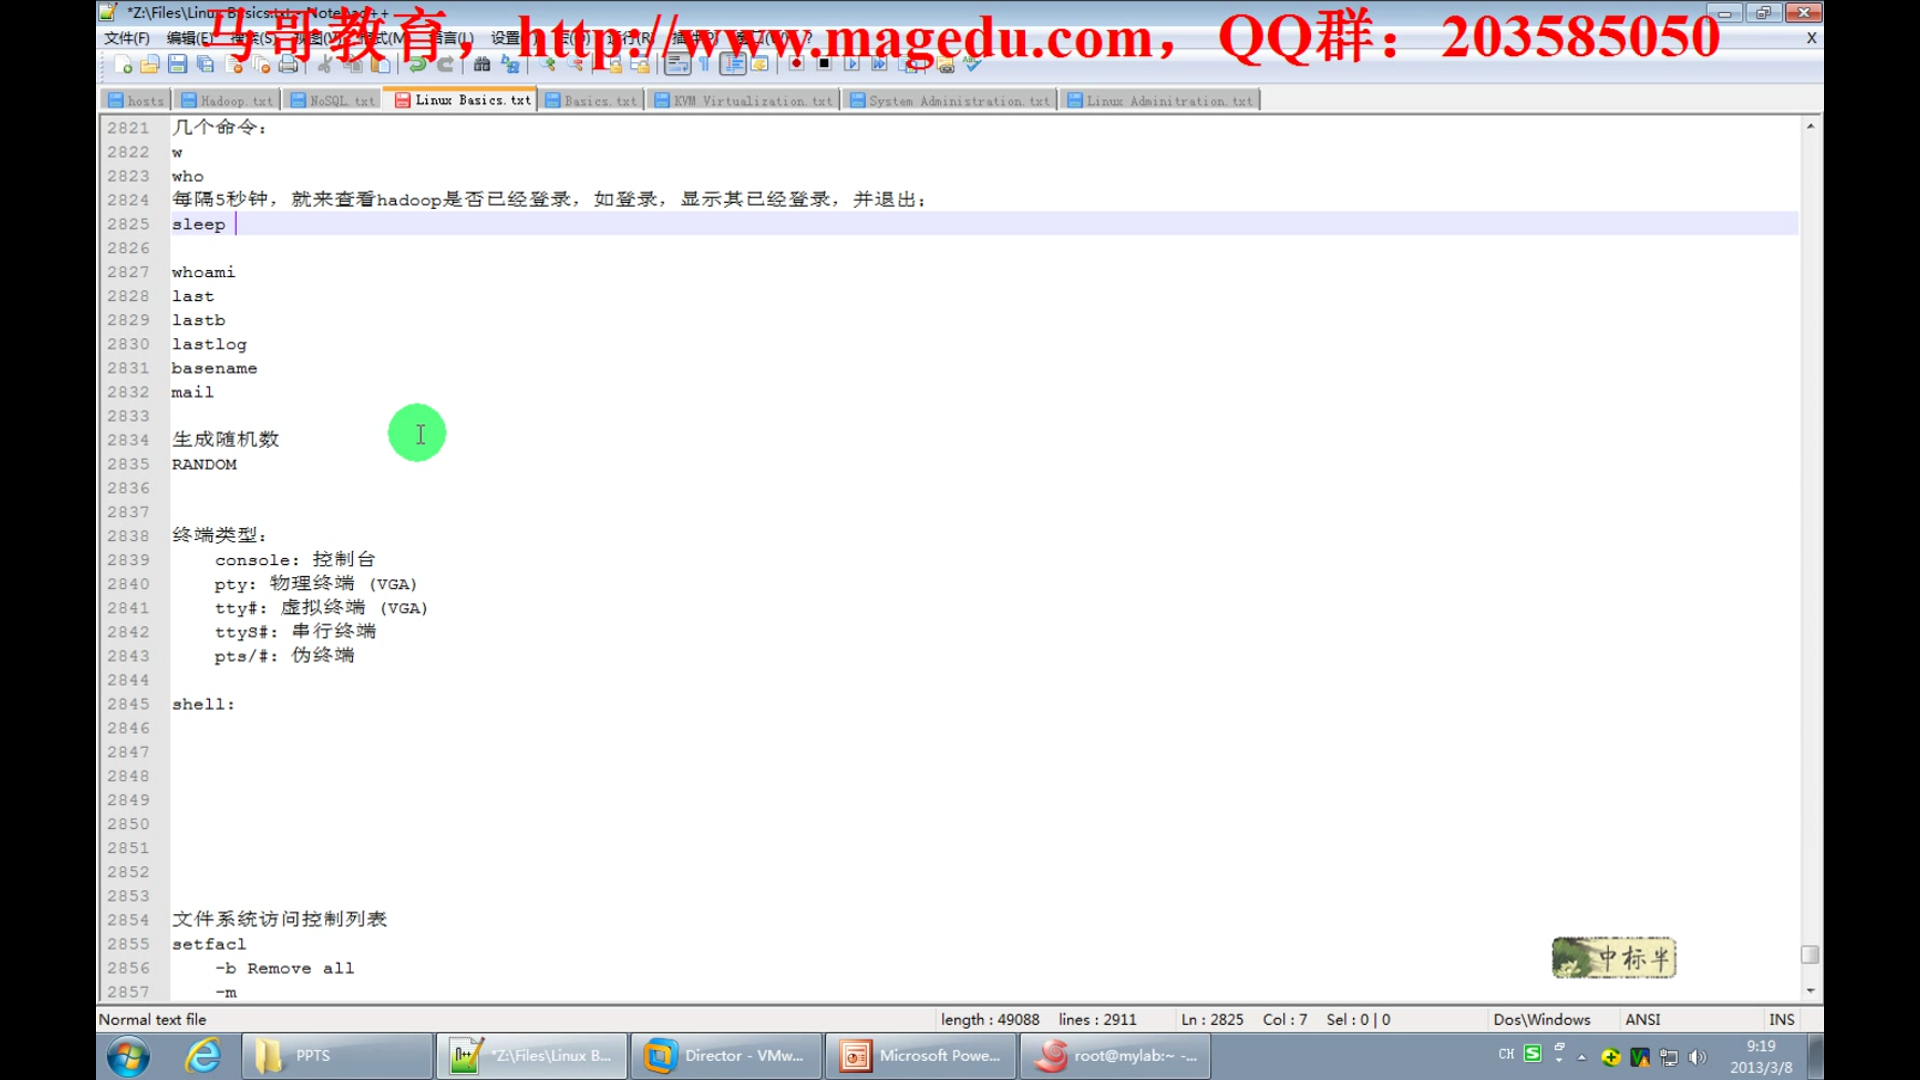 *Z:\Files\Linux Basics.txt - Notepad++
马哥教育，http://www.magedu.com，QQ群：203585050
文件(F) 编辑(E) 搜索(S) 视图(V) 格式(M) 语言(L) 设置 运行(R) ? X
hosts Hadoop.txt NoSQL.txt Linux Basics.txt Basics.txt KVM Virtualization.txt System Administration.txt Linux Adminitration.txt
2821 几个命令:
2822 w
2823 who
2824 每隔5秒钟，就来查看hadoop是否已经登录，如登录，显示其已经登录，并退出;
2825 sleep
2826
2827 whoami
2828 last
2829 lastb
2830 lastlog
2831 basename
2832 mail
2833
2834 生成随机数
2835 RANDOM
2836
2837
2838 终端类型:
2839 console: 控制台
2840 pty: 物理终端 (VGA)
2841 tty#: 虚拟终端 (VGA)
2842 ttyS#: 串行终端
2843 pts/#: 伪终端
2844
2845 shell:
2846
2847
2848
2849
2850
2851
2852
2853
2854 文件系统访问控制列表
2855 setfacl
2856 -b Remove all
2857 -m
中标半
Normal text file length : 49088 lines : 2911 Ln : 2825 Col : 7 Sel : 0 | 0 Dos\Windows ANSI INS
PPTS *Z:\Files\Linux B... Director - VMw... Microsoft Powe... root@mylab:~ -... CH 9:19
2013/3/8